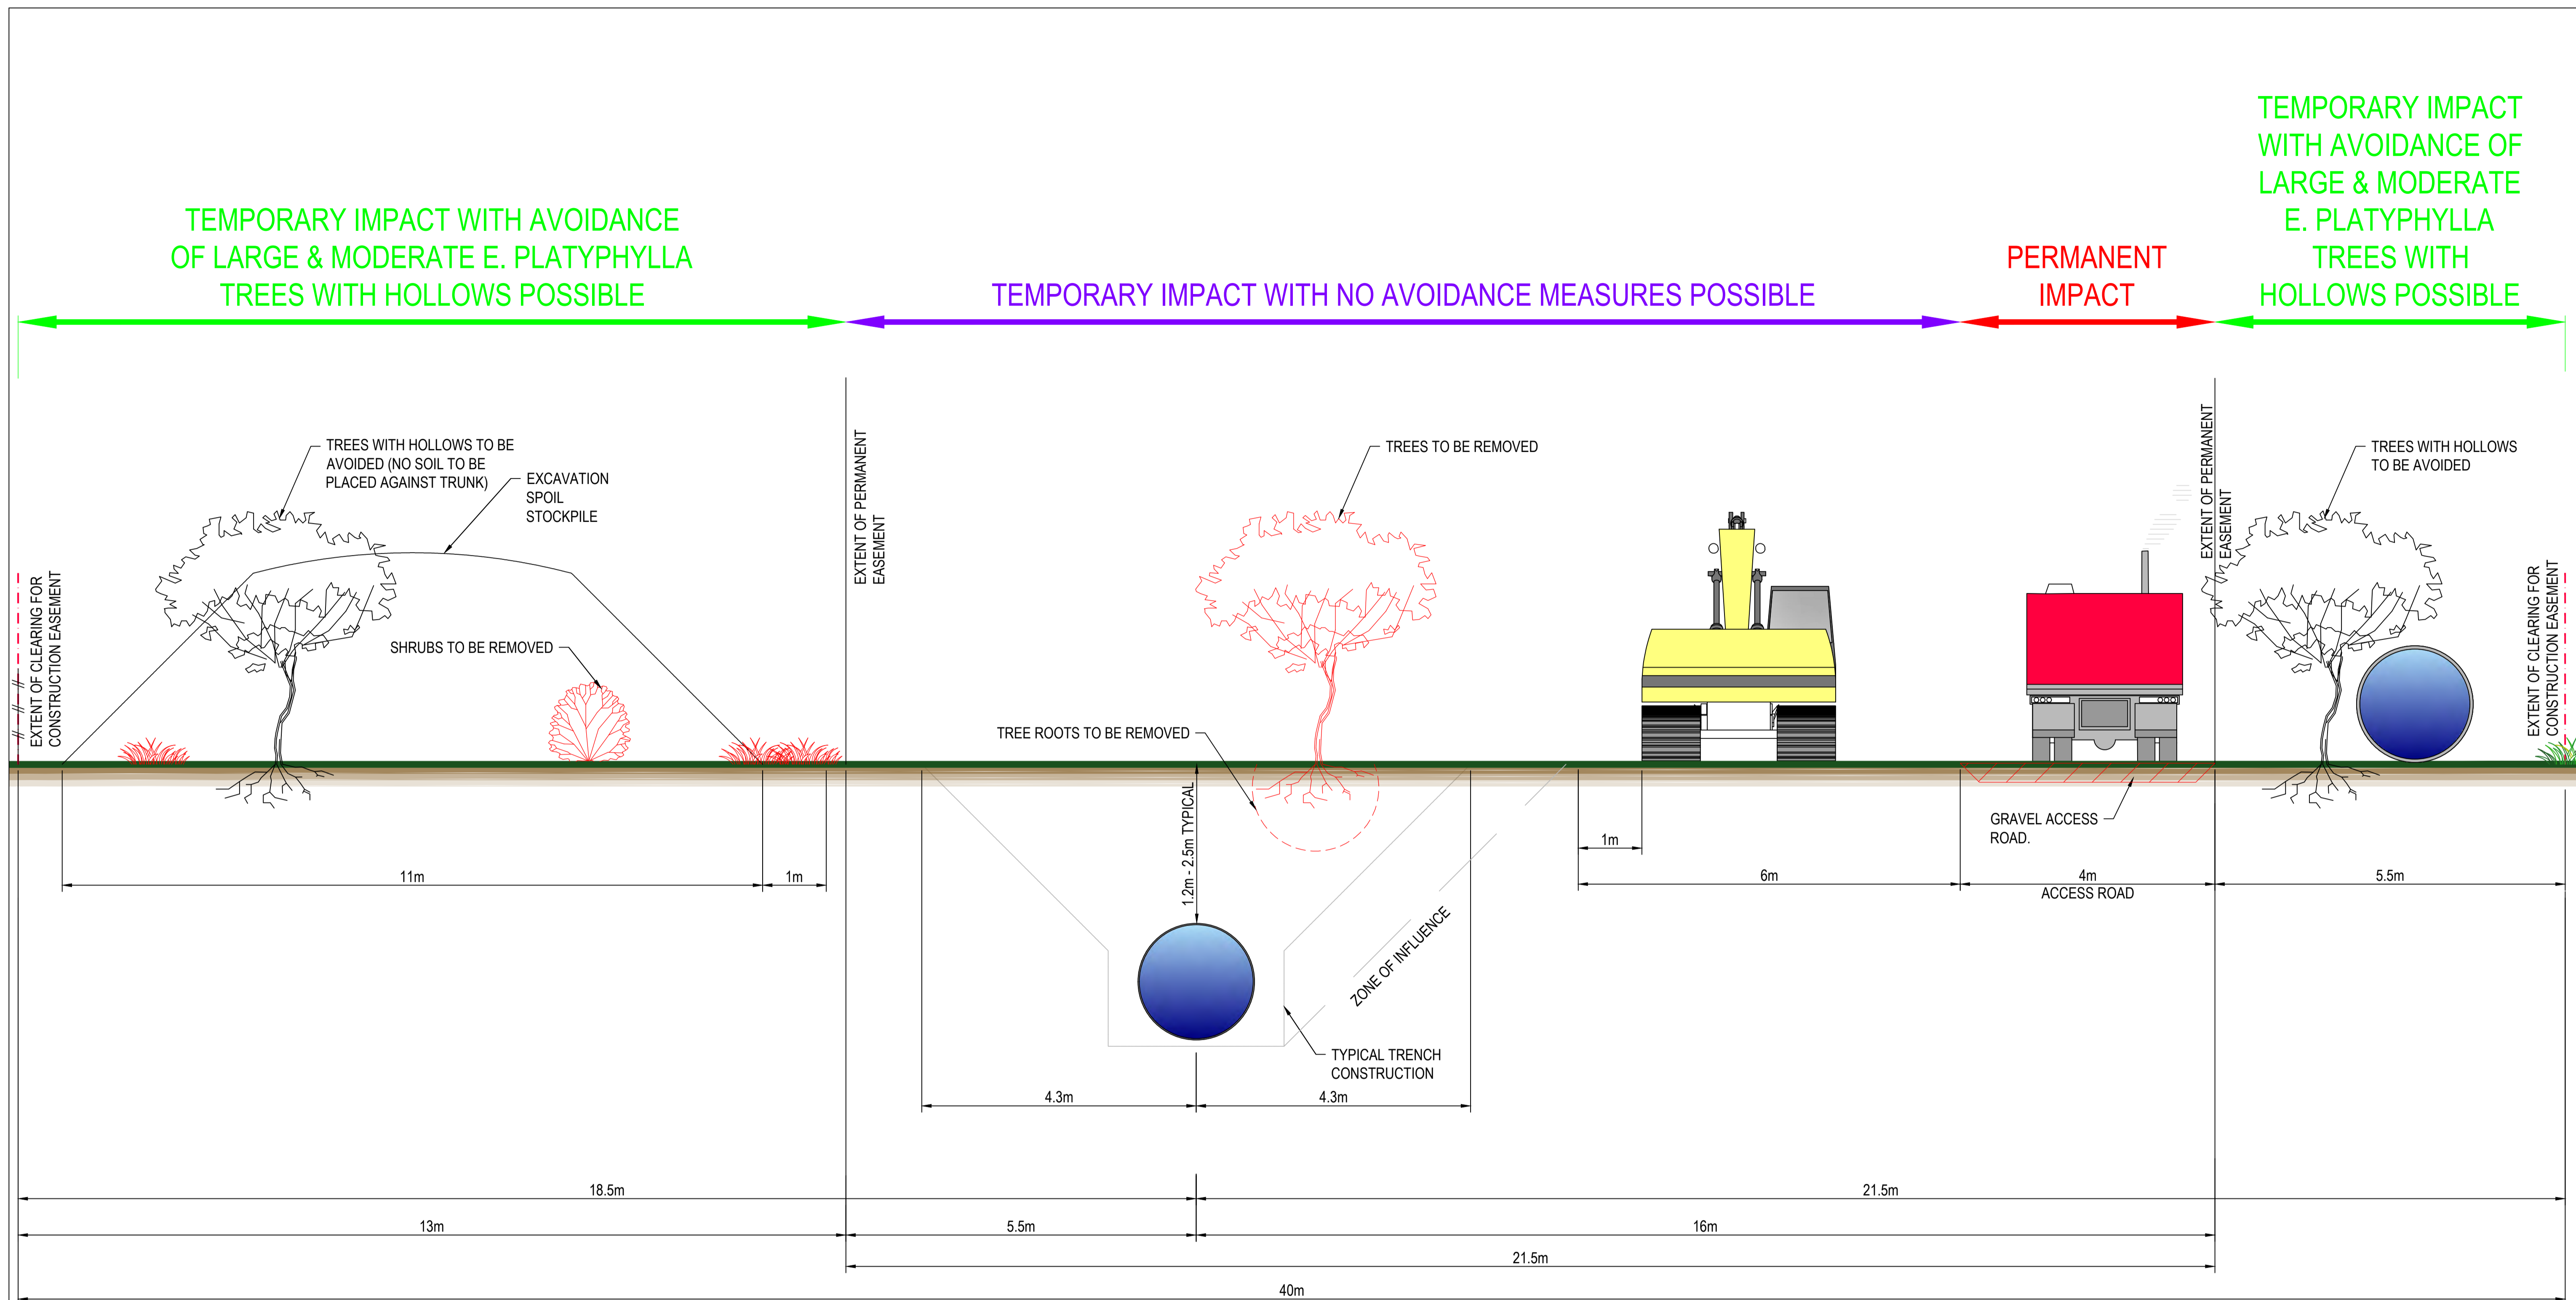 TEMPORARY IMPACT WITH AVOIDANCE
OF LARGE & MODERATE E. PLATYPHYLLA
TREES WITH HOLLOWS POSSIBLE
TEMPORARY IMPACT WITH NO AVOIDANCE MEASURES POSSIBLE
PERMANENT
IMPACT
TEMPORARY IMPACT
WITH AVOIDANCE OF
LARGE & MODERATE
E. PLATYPHYLLA
TREES WITH
HOLLOWS POSSIBLE
EXTENT OF CLEARING FOR
CONSTRUCTION EASEMENT
TREES WITH HOLLOWS TO BE
AVOIDED (NO SOIL TO BE
PLACED AGAINST TRUNK)
EXCAVATION
SPOIL
STOCKPILE
SHRUBS TO BE REMOVED
EXTENT OF PERMANENT
EASEMENT
TREES TO BE REMOVED
TREE ROOTS TO BE REMOVED
EXTENT OF PERMANENT
EASEMENT
TREES WITH HOLLOWS
TO BE AVOIDED
EXTENT OF CLEARING FOR
CONSTRUCTION EASEMENT
1.2m - 2.5m TYPICAL
GRAVEL ACCESS
ROAD.
1m
11m
1m
6m
4m
ACCESS ROAD
5.5m
ZONE OF INFLUENCE
TYPICAL TRENCH
CONSTRUCTION
4.3m
4.3m
18.5m
21.5m
13m
5.5m
16m
21.5m
40m